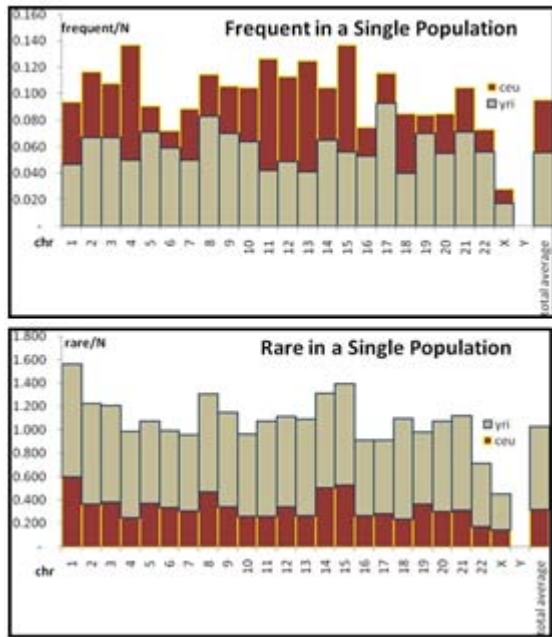 Frequent in a Single Population
frequent/N
0.160
0.140
0.120
0.100
0.080
0.060
0.040
0.020
-
ceu
yri
chr 1 2 3 4 5 6 7 8 9 10 11 12 13 14 15 16 17 18 19 20 21 22 X Y total average
Rare in a Single Population
rare/N
1.800
1.600
1.400
1.200
1.000
0.800
0.600
0.400
0.200
-
yri
ceu
chr 1 2 3 4 5 6 7 8 9 10 11 12 13 14 15 16 17 18 19 20 21 22 X Y total average